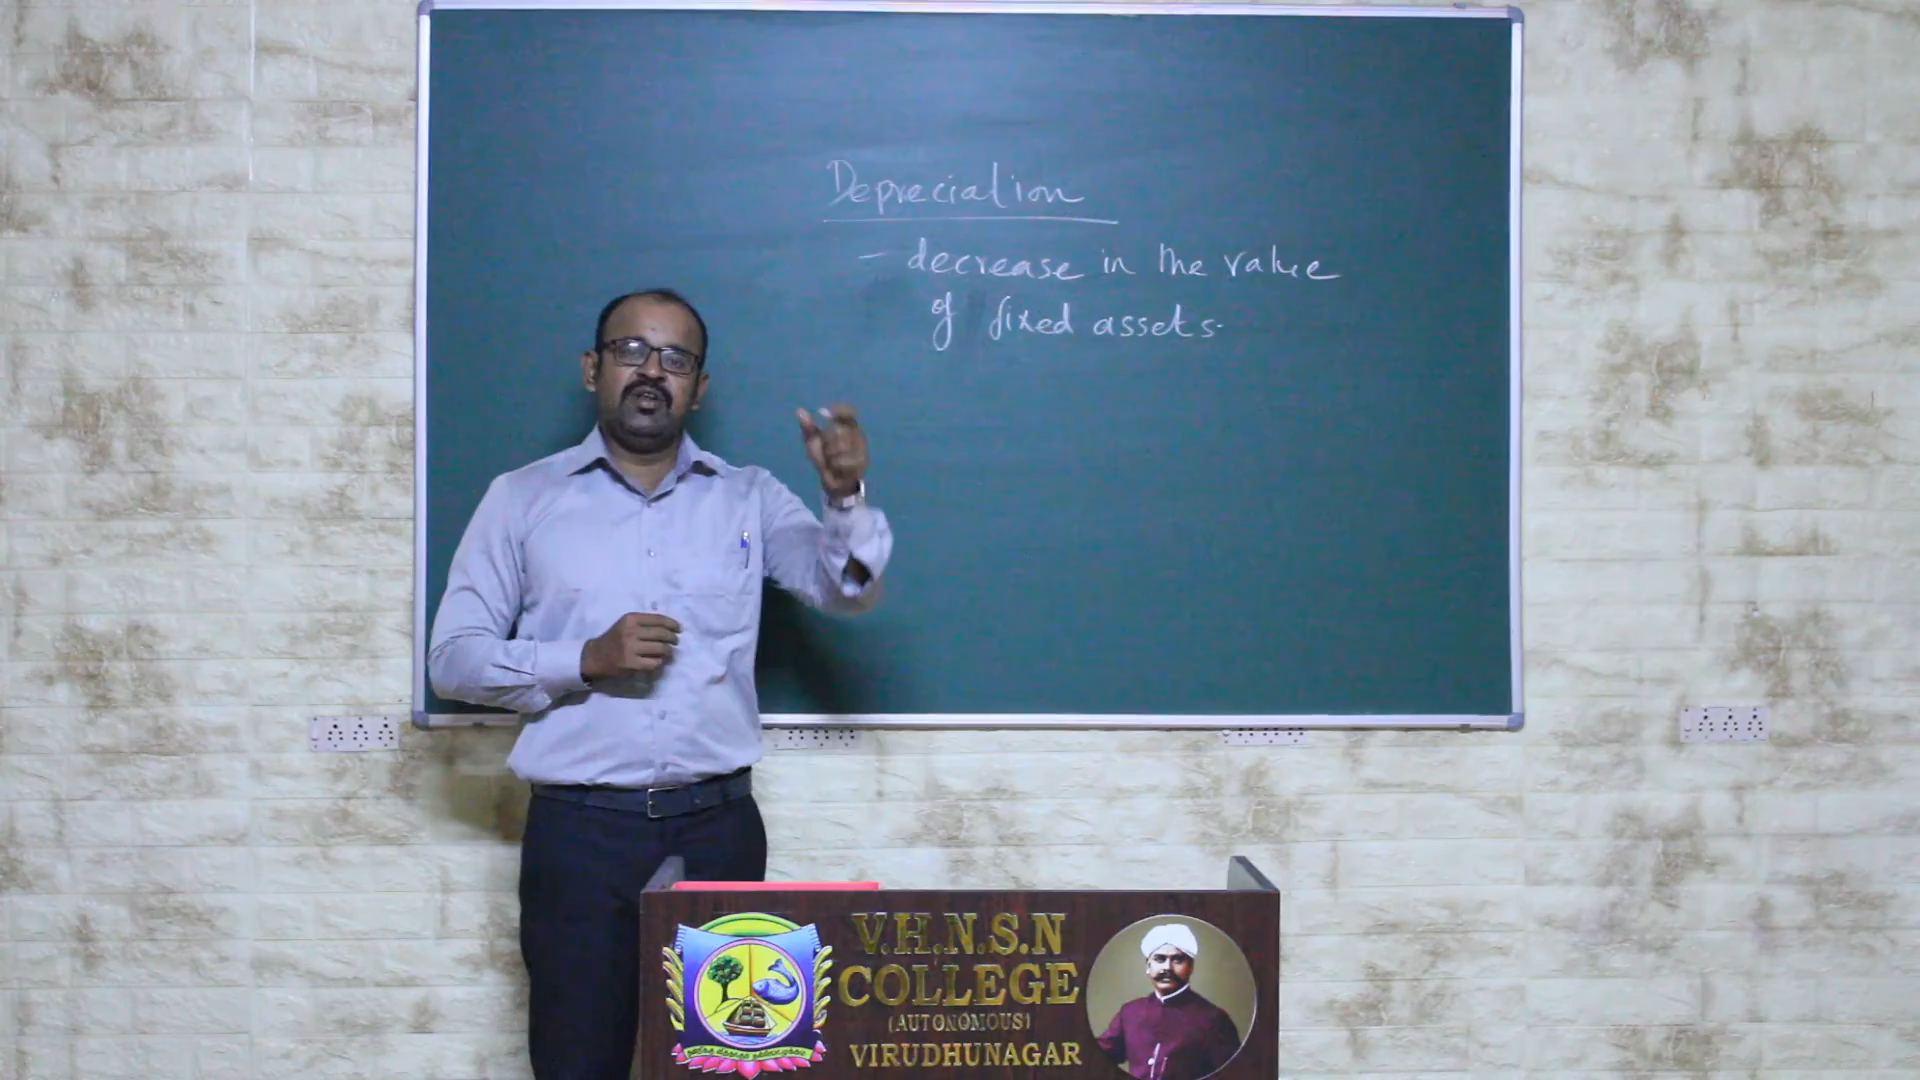 Depreciation
- decrease in the value
of fixed assets.
V.H.N.S.N
COLLEGE
(AUTONOMOUS)
VIRUDHUNAGAR